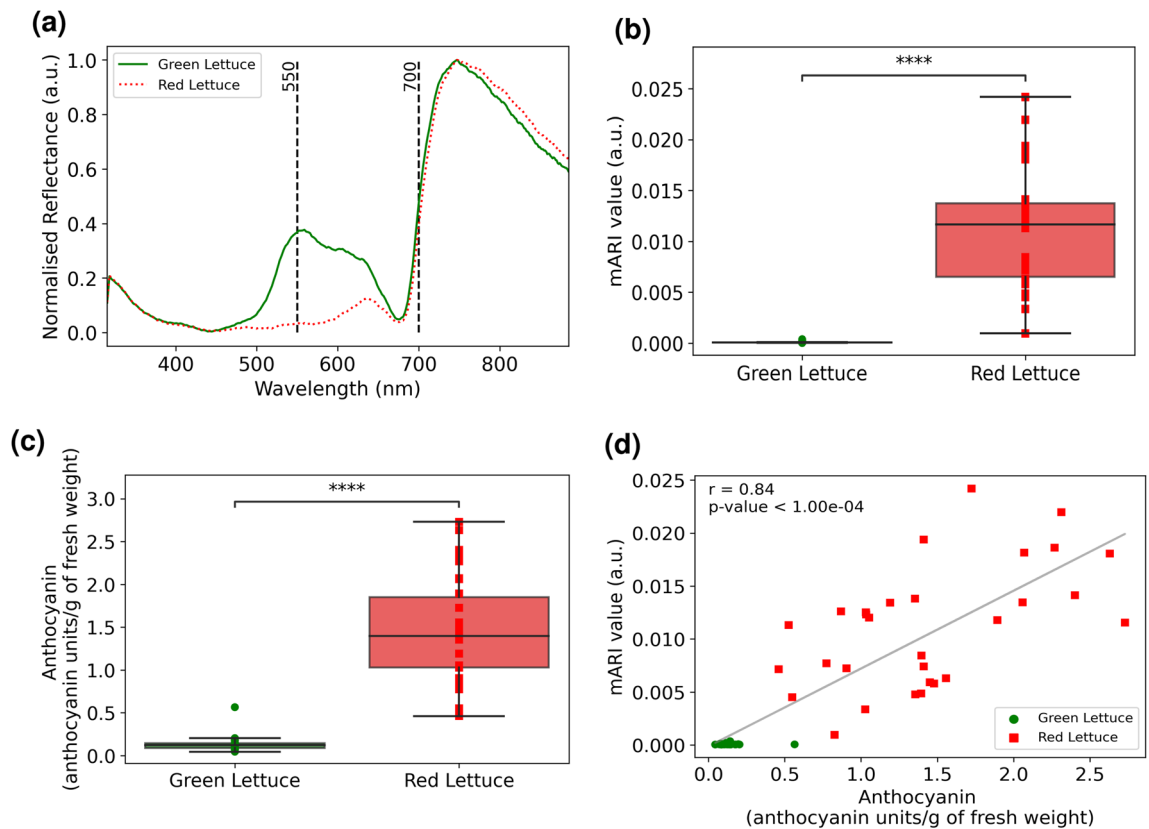 (a)
Normalised Reflectance (a.u.)
1.0
0.8
0.6
0.4
0.2
0.0
Green Lettuce
Red Lettuce
550
700
400
500
600
700
800
Wavelength (nm)
(b)
mARI value (a.u.)
0.025
0.020
0.015
0.010
0.005
0.000
****
Green Lettuce
Red Lettuce
(c)
Anthocyanin
(anthocyanin units/g of fresh weight)
3.0
2.5
2.0
1.5
1.0
0.5
0.0
****
Green Lettuce
Red Lettuce
(d)
mARI value (a.u.)
0.025
0.020
0.015
0.010
0.005
0.000
r = 0.84
p-value < 1.00e-04
Green Lettuce
Red Lettuce
0.0
0.5
1.0
1.5
2.0
2.5
Anthocyanin
(anthocyanin units/g of fresh weight)